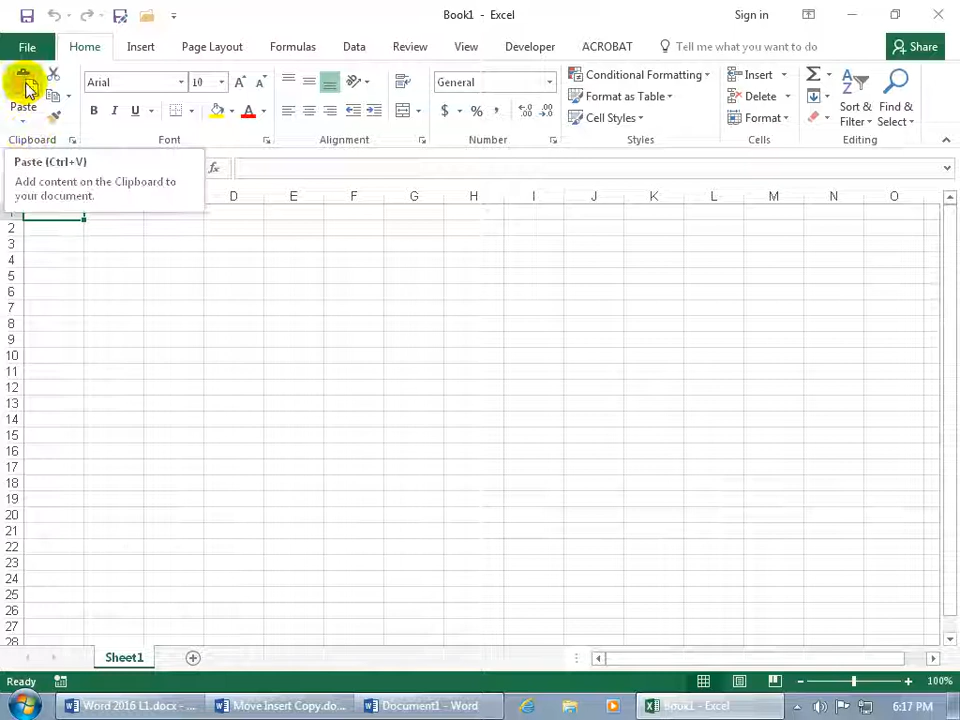 Book1 - Excel
Sign in
File Home Insert Page Layout Formulas Data Review View Developer ACROBAT Tell me what you want to do Share
Paste
Arial 10
General
Conditional Formatting
Format as Table
Cell Styles
Insert
Delete
Format
Sort & Filter
Find & Select
B I U A $ % ,
Clipboard Font Alignment Number Styles Cells Editing
Paste (Ctrl+V)
Add content on the Clipboard to
your document.
fx
D E F G H I J K L M N O
2
3
4
5
6
7
8
9
10
11
12
13
14
15
16
17
18
19
20
21
22
23
24
25
26
27
28
Sheet1
Ready 100%
Word 2016 L1.docx - ... Move Insert Copy.do... Document1 - Word Book1 - Excel 6:17 PM